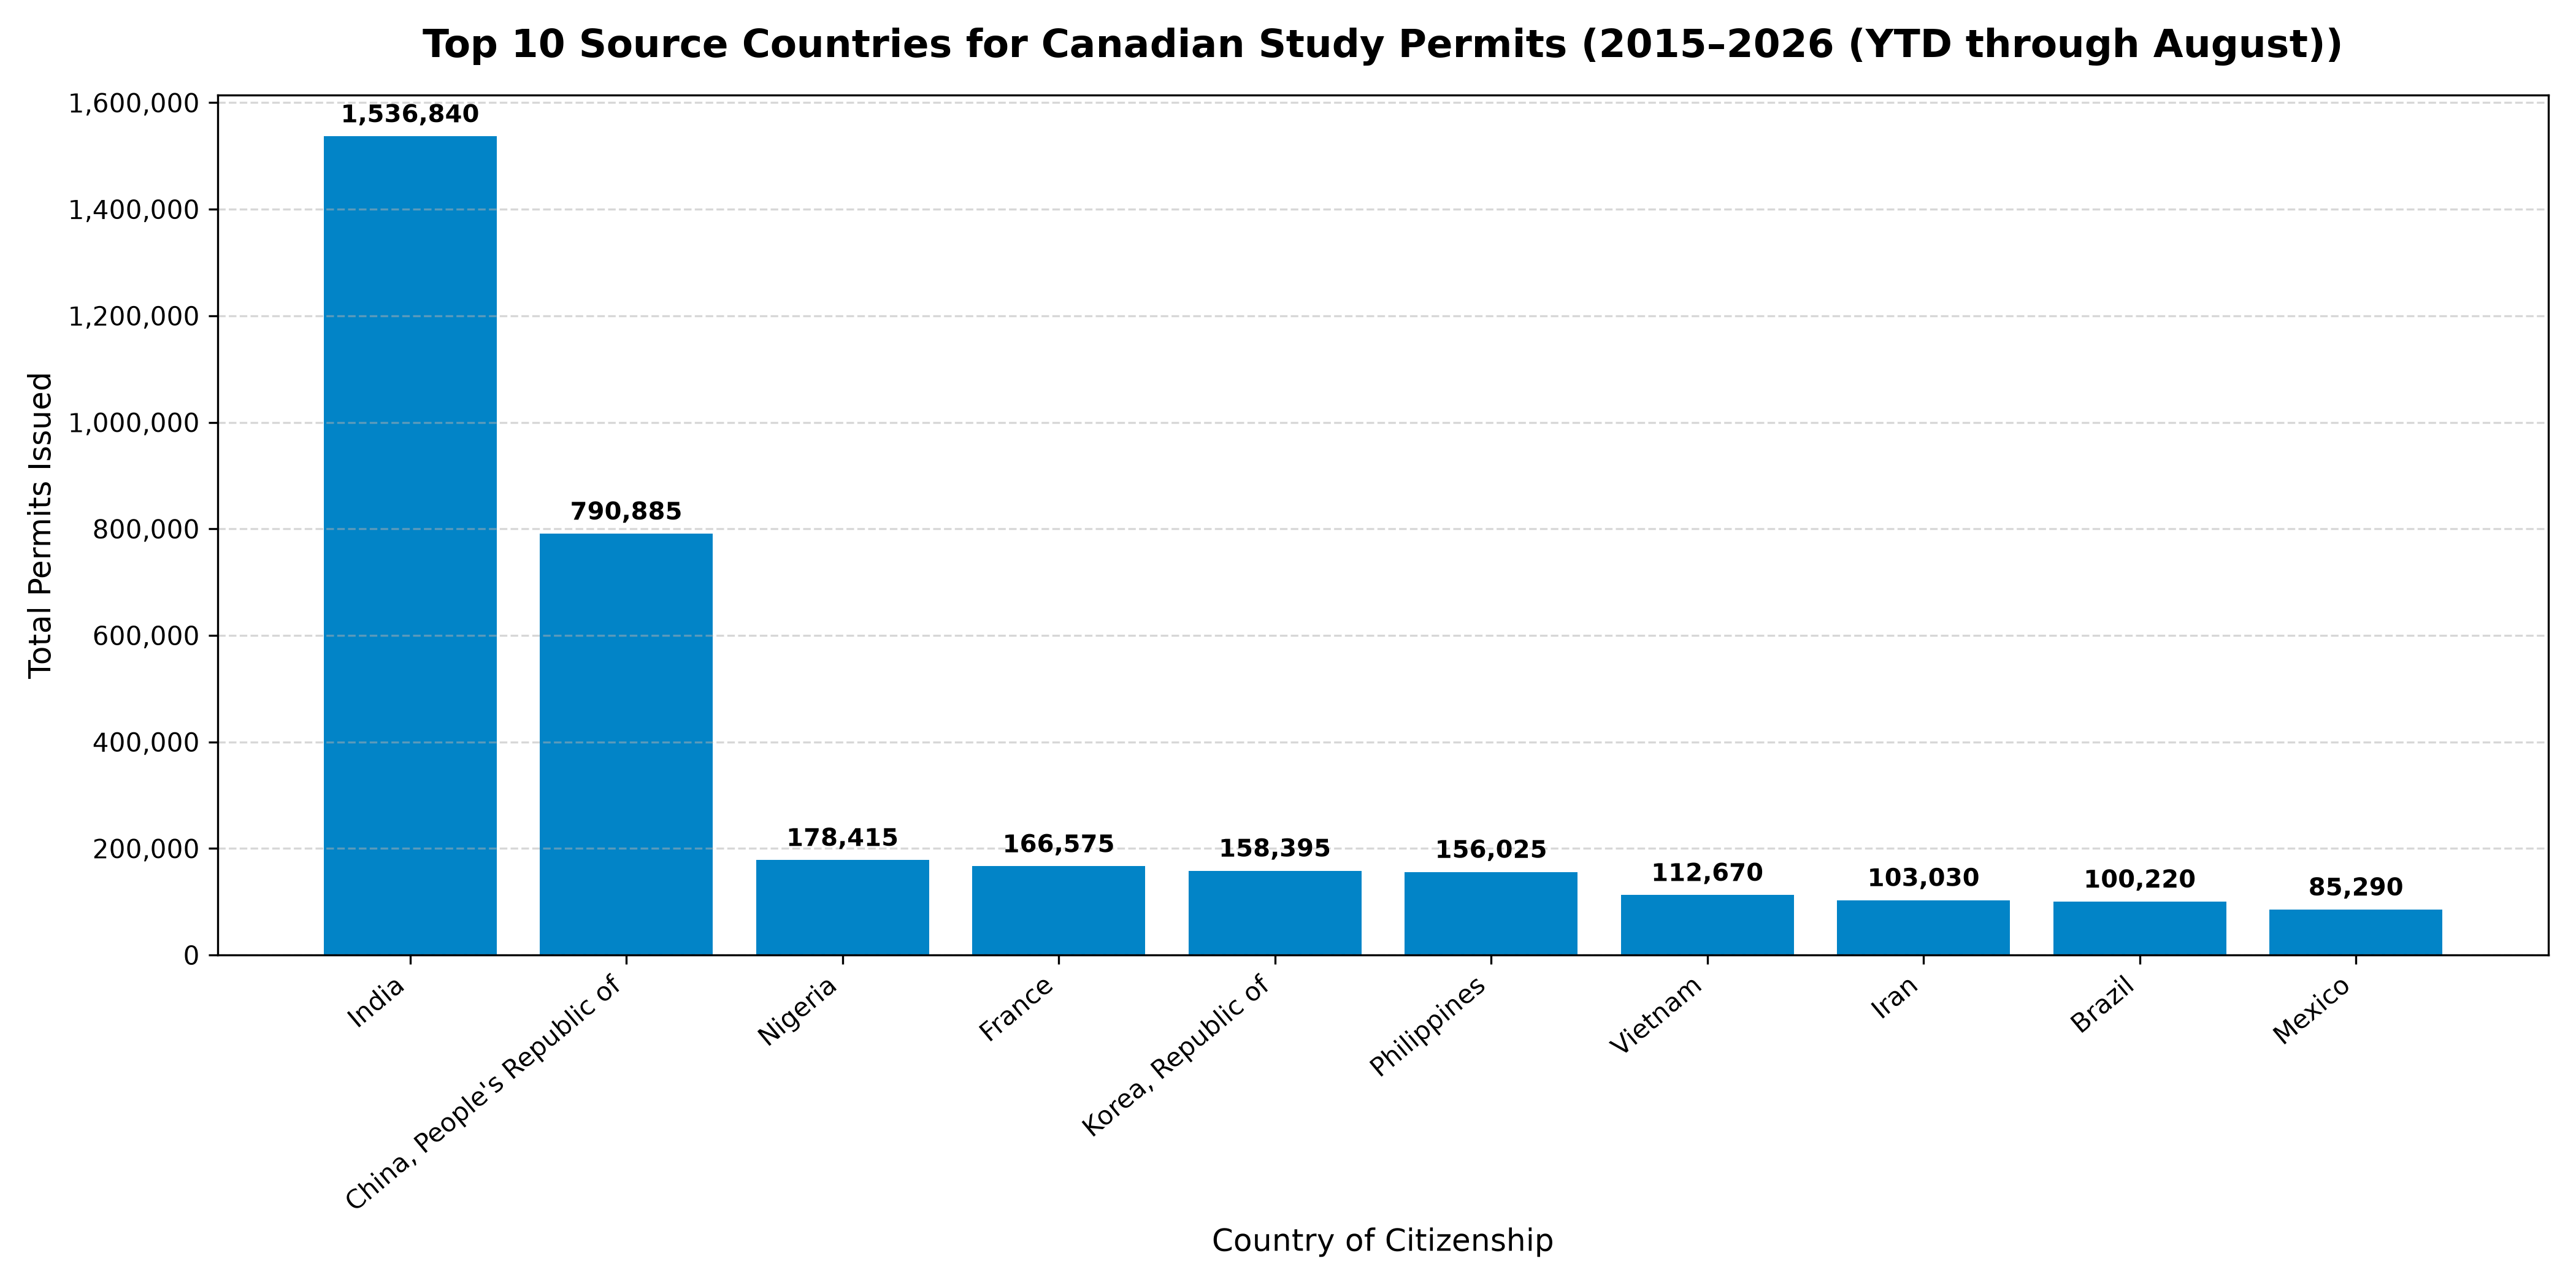 Top 10 Source Countries for Canadian Study Permits (2015–2026 (YTD through August))
Total Permits Issued
1,600,000
1,400,000
1,200,000
1,000,000
800,000
600,000
400,000
200,000
0
1,536,840
790,885
178,415
166,575
158,395
156,025
112,670
103,030
100,220
85,290
India
China, People's Republic of
Nigeria
France
Korea, Republic of
Philippines
Vietnam
Iran
Brazil
Mexico
Country of Citizenship